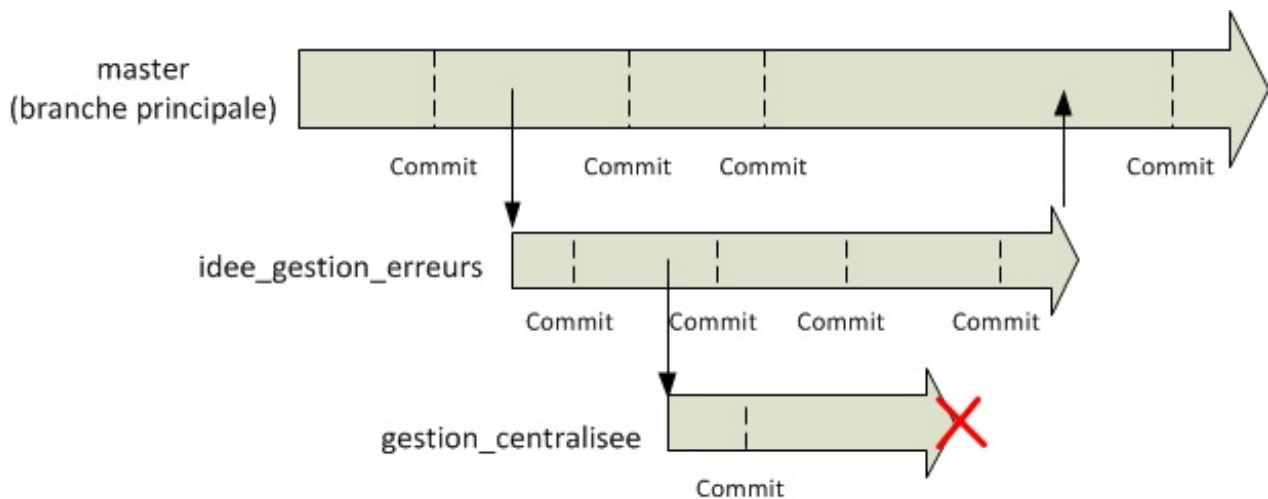 master
(branche principale)
Commit
Commit
Commit
Commit
idee_gestion_erreurs
Commit
Commit
Commit
Commit
gestion_centralisee
Commit